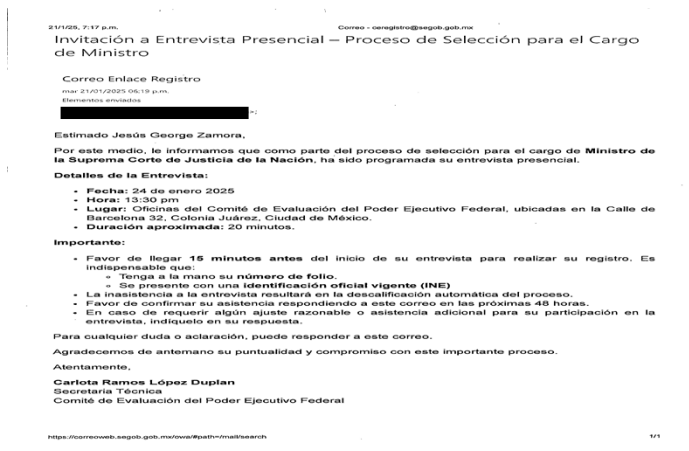 21/1/25, 7:17 p.m.
Correo - ceregistro@segob.gob.mx
Invitación a Entrevista Presencial – Proceso de Selección para el Cargo
de Ministro
Correo Enlace Registro
mar 21/01/2025 06:19 p.m.
Elementos enviados
Estimado Jesús George Zamora,
Por este medio, le informamos que como parte del proceso de selección para el cargo de Ministro de
la Suprema Corte de Justicia de la Nación, ha sido programada su entrevista presencial.
Detalles de la Entrevista:
• Fecha: 24 de enero 2025
• Hora: 13:30 pm
• Lugar: Oficinas del Comité de Evaluación del Poder Ejecutivo Federal, ubicadas en la Calle de
Barcelona 32, Colonia Juárez, Ciudad de México.
• Duración aproximada: 20 minutos.
Importante:
• Favor de llegar 15 minutos antes del inicio de su entrevista para realizar su registro. Es
indispensable que:
o Tenga a la mano su número de folio.
o Se presente con una identificación oficial vigente (INE)
• La inasistencia a la entrevista resultará en la descalificación automática del proceso.
• Favor de confirmar su asistencia respondiendo a este correo en las próximas 48 horas.
• En caso de requerir algún ajuste razonable o asistencia adicional para su participación en la
entrevista, indíquelo en su respuesta.
Para cualquier duda o aclaración, puede responder a este correo.
Agradecemos de antemano su puntualidad y compromiso con este importante proceso.
Atentamente,
Carlota Ramos López Duplan
Secretaria Técnica
Comité de Evaluación del Poder Ejecutivo Federal
https://correoweb.segob.gob.mx/owa/#path=/mail/search
1/1